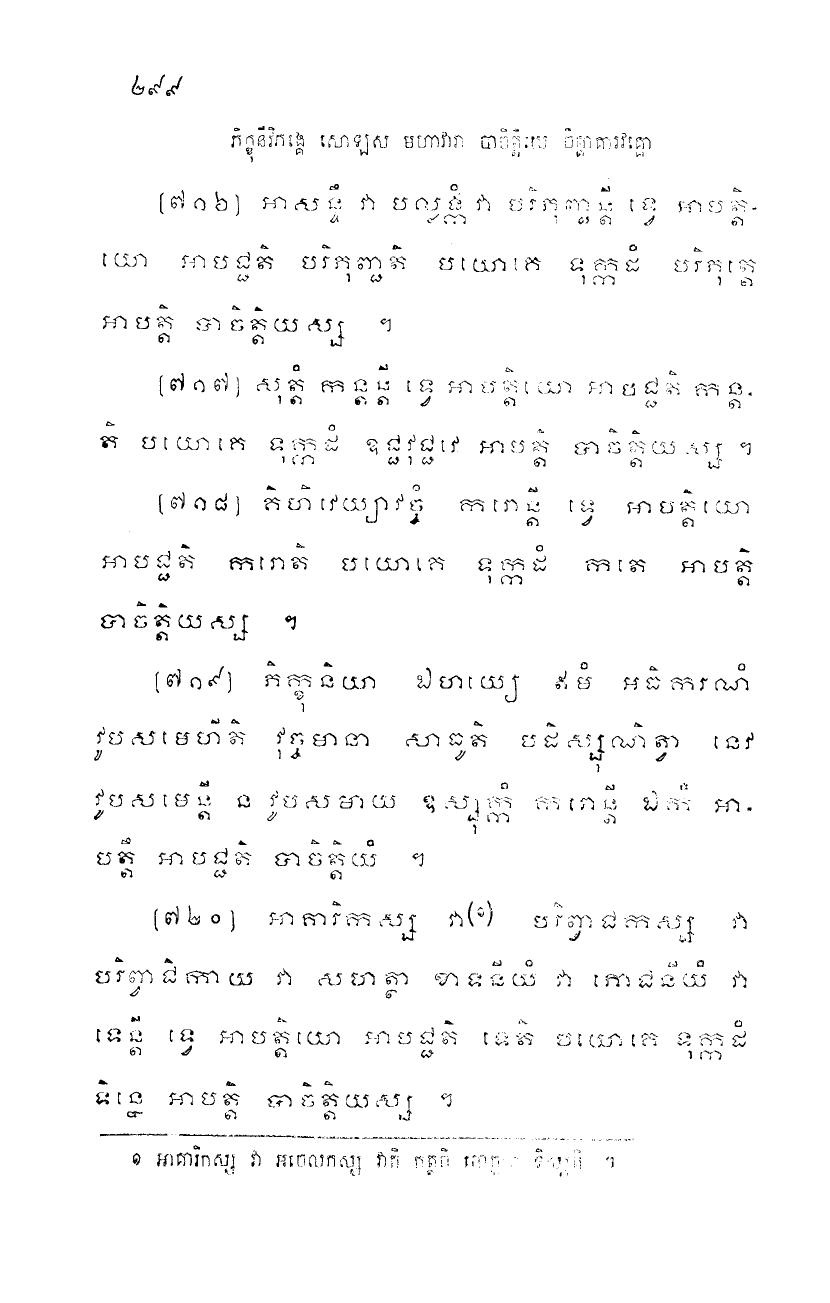 ២៩៩
ភិក្ខុនីវិភង្គេ សោឡស មហាវារា បាចិត្តិយេ ចិត្តាគារវគ្គោ
[៧១៦] អាសន្ទឹ វា បល្លង្កំ វា បរិភុញ្ជន្តី ទ្វេ អាបត្តិ-
យោ អាបជ្ជតិ បរិភុញ្ជតិ បយោគេ ទុក្កដំ បរិភុត្តេ
អាបត្តិ បាចិត្តិយស្ស ។
[៧១៧] សុត្តំ កន្តន្តី ទ្វេ អាបត្តិយោ អាបជ្ជតិ កន្ត-
តិ បយោគេ ទុក្កដំ ឧជ្ជវុជ្ជវេ អាបត្តិ បាចិត្តិយស្ស ។
[៧១៨] គិហិវេយ្យាវច្ចំ ករោន្តី ទ្វេ អាបត្តិយោ
អាបជ្ជតិ ករោតិ បយោគេ ទុក្កដំ កតេ អាបត្តិ
បាចិត្តិយស្ស ។
[៧១៩] ភិក្ខុនិយា ឯហយ្យេ ឥមំ អធិករណំ
វូបសមេហីតិ វុច្ចមានា សាធូតិ បដិស្សុណិត្វា នេវ
វូបសមេន្តី ន វូបសមាយ ឧស្សុក្កំ ករោន្តី ឯកំ អា-
បត្តឹ អាបជ្ជតិ បាចិត្តិយំ ។
[៧២០] អាគារិកស្ស វា(១) បរិព្វាជកស្ស វា
បរិព្វាជិកាយ វា សហត្ថា ខាទនីយំ វា ភោជនីយំ វា
ទេន្តី ទ្វេ អាបត្តិយោ អាបជ្ជតិ ទេតិ បយោគេ ទុក្កដំ
ទិន្នេ អាបត្តិ បាចិត្តិយស្ស ។
១ អាគារិកស្ស វា អចេលកស្ស វាតិ កត្ថចិ ទិស្សតិ ។